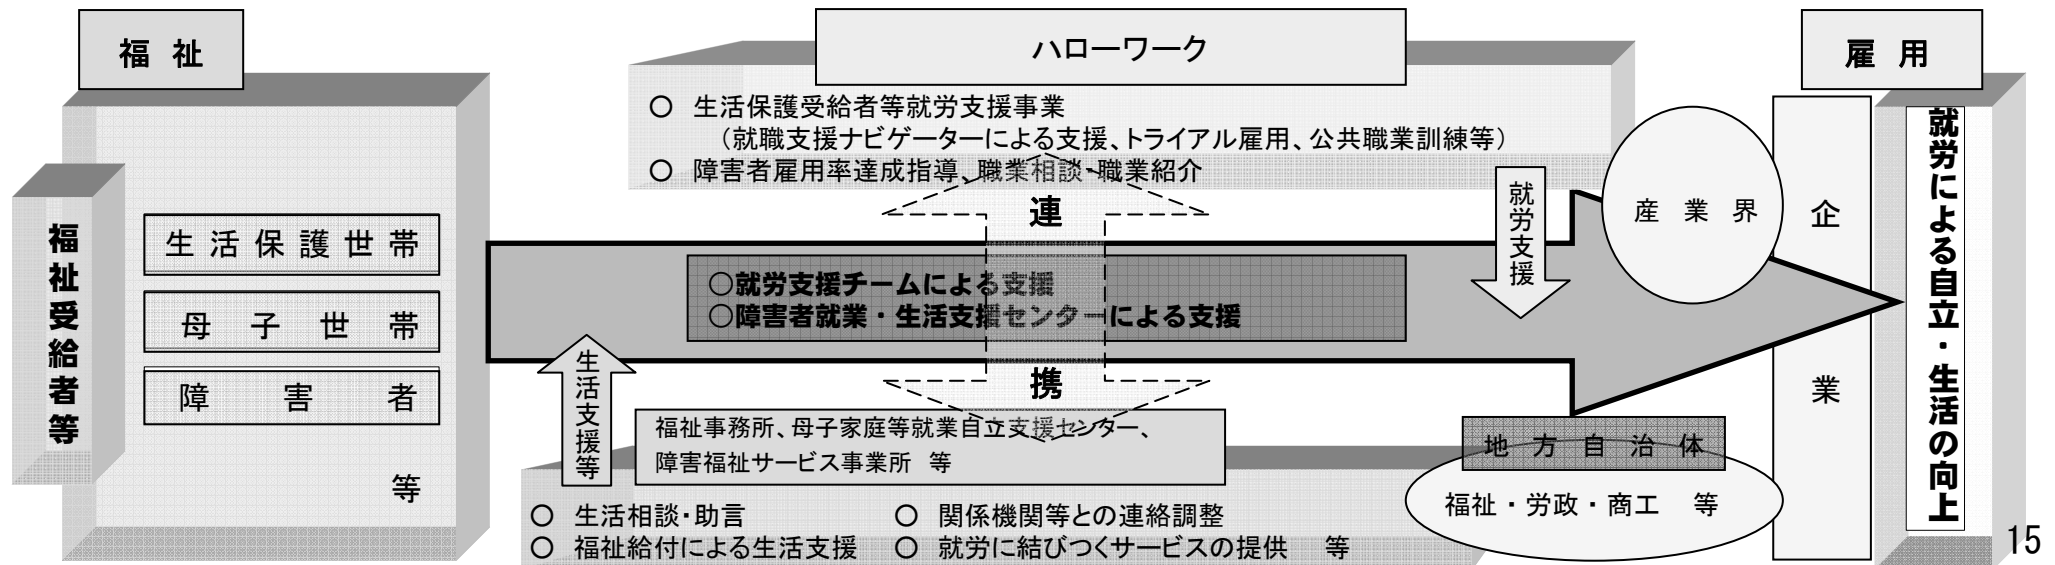 福 祉
福祉受給者等
生活保護世帯
母子世帯
障害者
等
ハローワーク
○ 生活保護受給者等就労支援事業
（就職支援ナビゲーターによる支援、トライアル雇用、公共職業訓練等）
○ 障害者雇用率達成指導、職業相談・職業紹介
連
○就労支援チームによる支援
○障害者就業・生活支援センターによる支援
携
就労支援
生活支援等
福祉事務所、母子家庭等就業自立支援センター、
障害福祉サービス事業所 等
○ 生活相談・助言
○ 関係機関等との連絡調整
○ 福祉給付による生活支援
○ 就労に結びつくサービスの提供 等
産業界
地方自治体
福祉・労政・商工 等
企業
雇 用
就労による自立・生活の向上
15